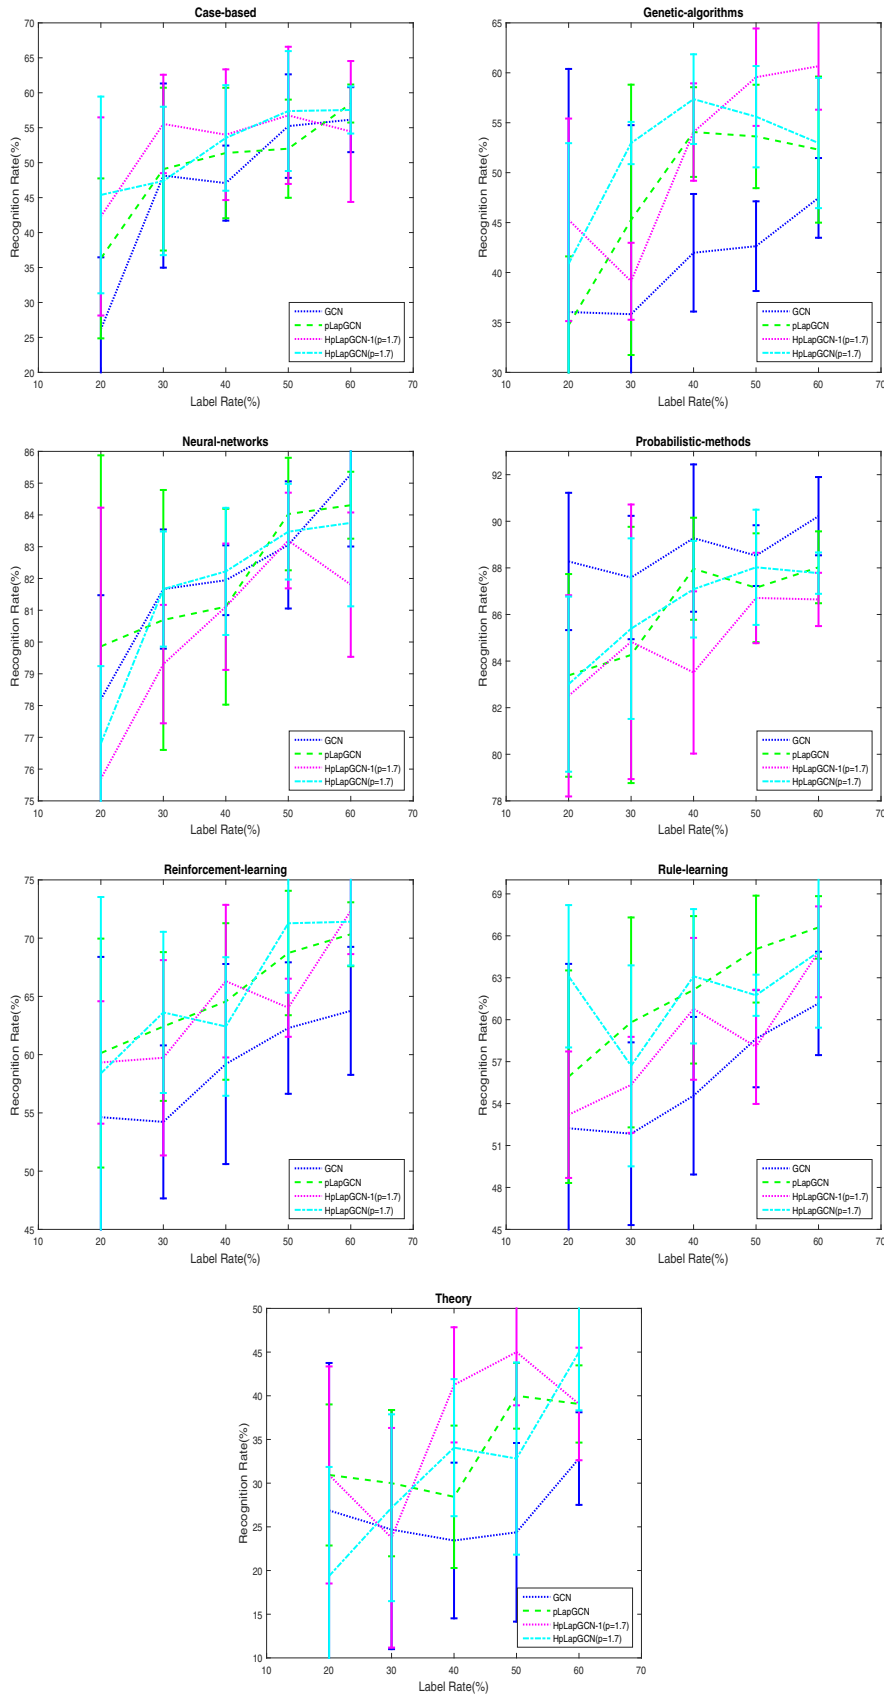 Case-based
Recognition Rate(%)
70
65
60
55
50
45
40
35
30
25
20
10 20 30 40 50 60 70
Label Rate(%)
GCN
pLapGCN
HpLapGCN-1(p=1.7)
HpLapGCN(p=1.7)
Genetic-algorithms
Recognition Rate(%)
65
60
55
50
45
40
35
30
10 20 30 40 50 60 70
Label Rate(%)
GCN
pLapGCN
HpLapGCN-1(p=1.7)
HpLapGCN(p=1.7)
Neural-networks
Recognition Rate(%)
86
85
84
83
82
81
80
79
78
77
76
75
10 20 30 40 50 60 70
Label Rate(%)
GCN
pLapGCN
HpLapGCN-1(p=1.7)
HpLapGCN(p=1.7)
Probabilistic-methods
Recognition Rate(%)
92
90
88
86
84
82
80
78
10 20 30 40 50 60 70
Label Rate(%)
GCN
pLapGCN
HpLapGCN-1(p=1.7)
HpLapGCN(p=1.7)
Reinforcement-learning
Recognition Rate(%)
75
70
65
60
55
50
45
10 20 30 40 50 60 70
Label Rate(%)
GCN
pLapGCN
HpLapGCN-1(p=1.7)
HpLapGCN(p=1.7)
Rule-learning
Recognition Rate(%)
69
66
63
60
57
54
51
48
45
10 20 30 40 50 60 70
Label Rate(%)
GCN
pLapGCN
HpLapGCN-1(p=1.7)
HpLapGCN(p=1.7)
Theory
Recognition Rate(%)
50
45
40
35
30
25
20
15
10
10 20 30 40 50 60 70
Label Rate(%)
GCN
pLapGCN
HpLapGCN-1(p=1.7)
HpLapGCN(p=1.7)